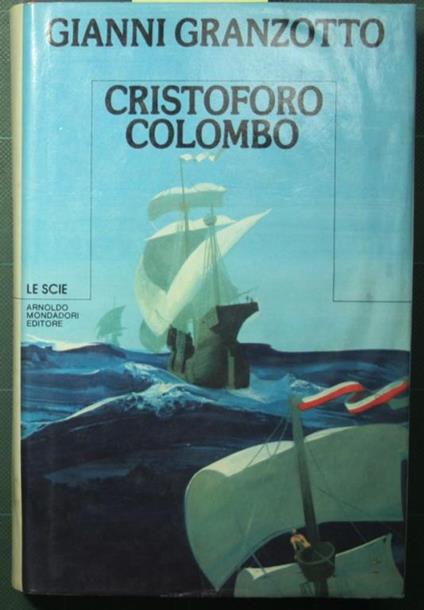 GIANNI GRANZOTTO
CRISTOFORO
COLOMBO
LE SCIE
ARNOLDO
MONDADORI
EDITORE